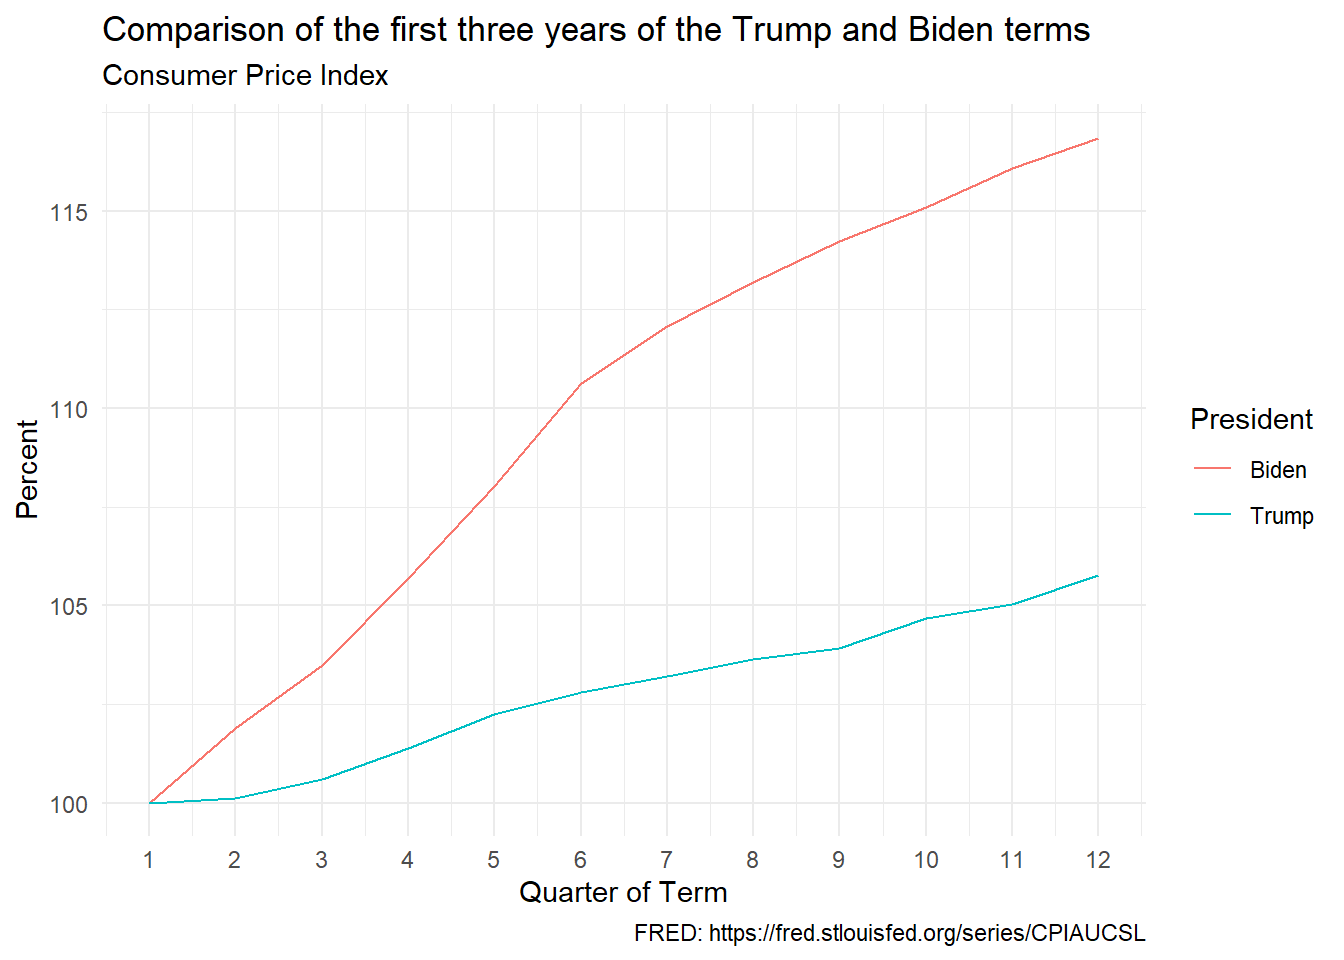 Comparison of the first three years of the Trump and Biden terms
Consumer Price Index
Percent
115
110
105
100
1 2 3 4 5 6 7 8 9 10 11 12
Quarter of Term
President
Biden
Trump
FRED: https://fred.stlouisfed.org/series/CPIAUCSL